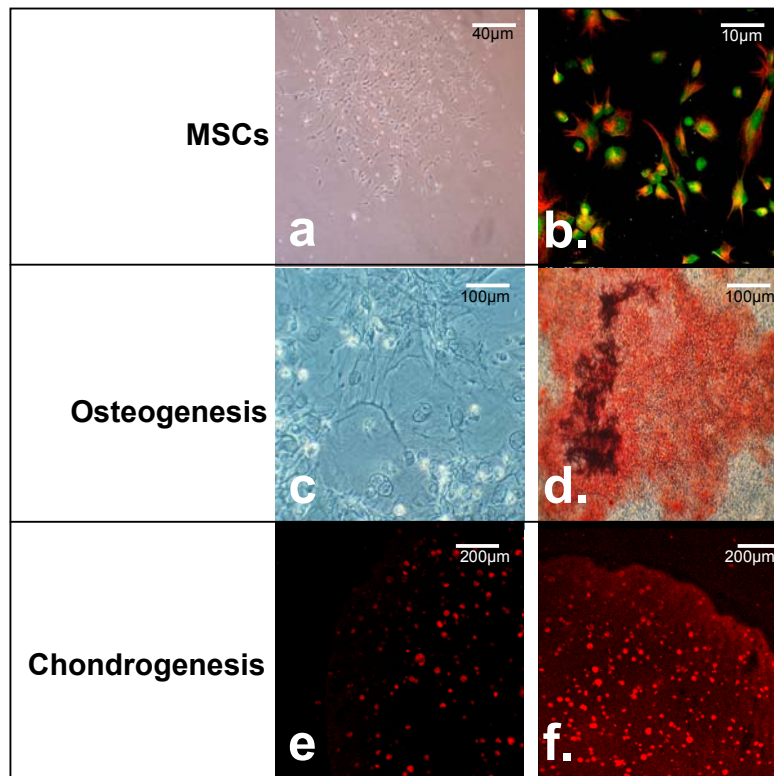 40µm
10µm
MSCs
a
b.
100µm
100µm
Osteogenesis
c
d.
200µm
200µm
Chondrogenesis
e
f.